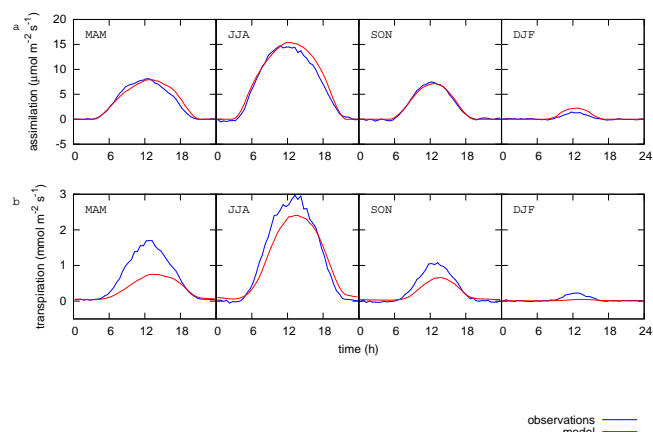 a
assimilation (μmol m-2 s-1)
20
15
10
5
0
-5
MAM
JJA
SON
DJF
0 6 12 18 0 6 12 18 0 6 12 18 0 6 12 18 24
b
transpiration (mmol m-2 s-1)
3
2
1
0
MAM
JJA
SON
DJF
0 6 12 18 0 6 12 18 0 6 12 18 0 6 12 18 24
time (h)
observations
model